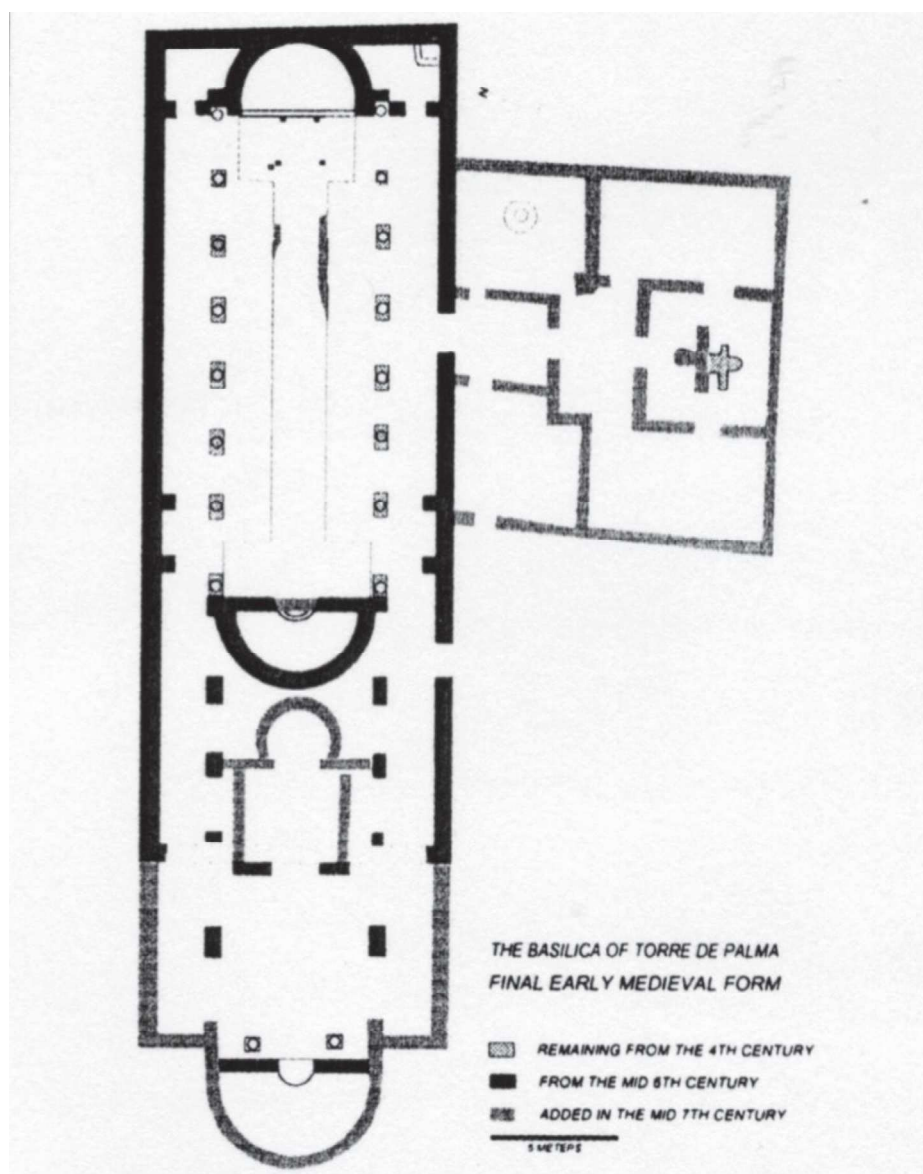 N
THE BASILICA OF TORRE DE PALMA
FINAL EARLY MEDIEVAL FORM
REMAINING FROM THE 4TH CENTURY
FROM THE MID 6TH CENTURY
ADDED IN THE MID 7TH CENTURY
5 METERS